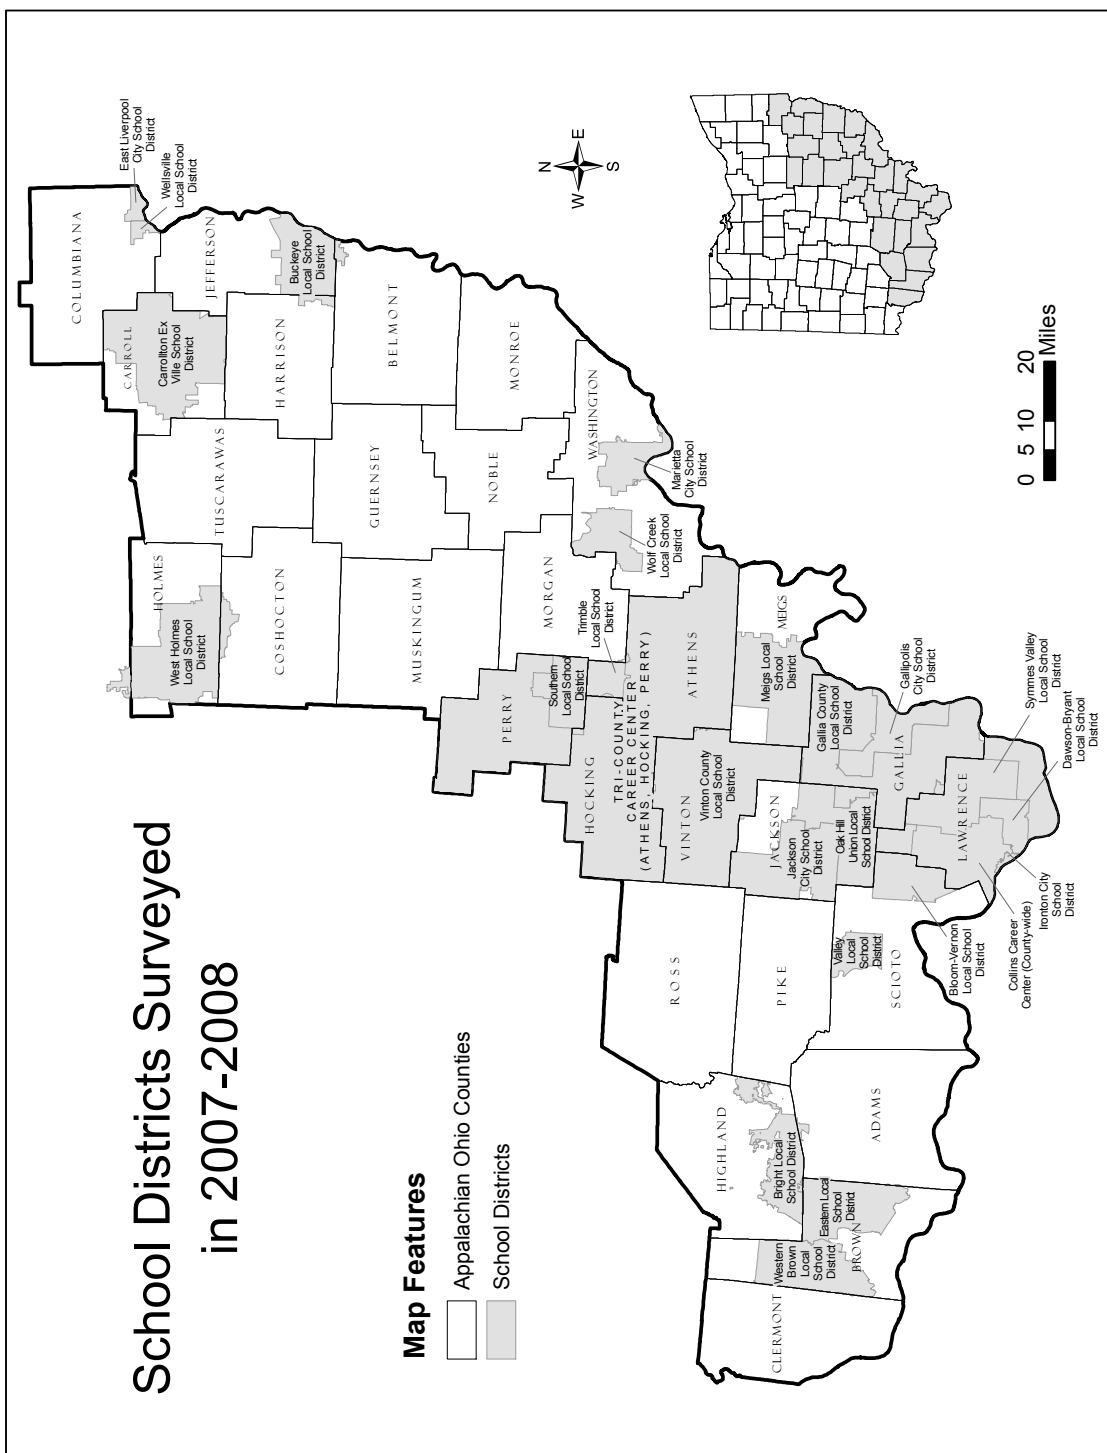 School Districts Surveyed
in 2007-2008
Map Features
Appalachian Ohio Counties
School Districts
COLUMBIANA
East Liverpool
City School
District
Wellsville
Local School
District
CARROLL
Carrollton Ex
Ville School
District
JEFFERSON
Buckeye
Local School
District
HARRISON
TUSCARAWAS
HOLMES
West Holmes
Local School
District
COSHOCTON
GUERNSEY
BELMONT
MUSKINGUM
NOBLE
MONROE
MORGAN
WASHINGTON
Marietta
City School
District
Wolf Creek
Local School
District
Trimble
Local School
District
PERRY
Southern
Local School
District
HOCKING
TRI-COUNTY
CAREER CENTER
(ATHENS, HOCKING, PERRY)
ATHENS
MEIGS
Meigs Local
School
District
VINTON
Vinton County
Local School
District
JACKSON
Jackson
City School
District
Oak Hill
Union Local
School District
Gallia County
Local School
District
GALLIA
Gallipolis
City School
District
LAWRENCE
Symmes Valley
Local School
District
Dawson-Bryant
Local School
District
Ironton City
School
District
Collins Career
Center (County-wide)
Bloom-Vernon
Local School
District
ROSS
PIKE
Valley
Local
School
District
SCIOTO
HIGHLAND
Bright Local
School District
ADAMS
Eastern Local
School
District
BROWN
Western
Brown
Local
School
District
CLERMONT
N
W
E
S
0 5 10 20
Miles